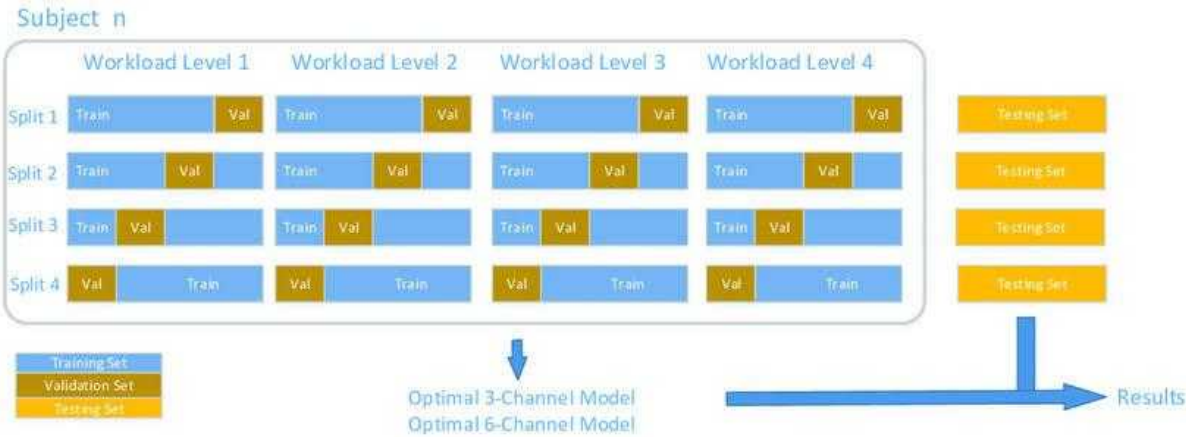 Subject n
Workload Level 1 Workload Level 2 Workload Level 3 Workload Level 4
Split 1 Train Val Train Val Train Val Train Val Testing Set
Split 2 Train Val Train Val Train Val Train Val Testing Set
Split 3 Train Val Train Val Train Val Train Val Testing Set
Split 4 Val Train Val Train Val Train Val Train Testing Set
Training Set
Validation Set
Testing Set
Optimal 3-Channel Model
Optimal 6-Channel Model
Results